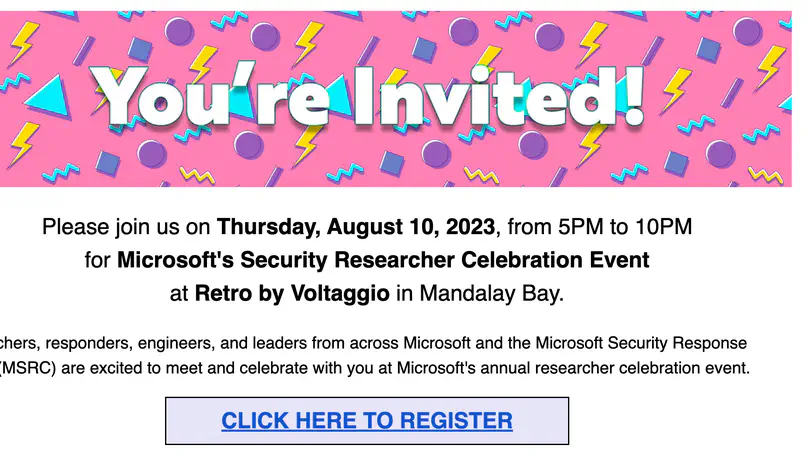 You're Invited!
Please join us on Thursday, August 10, 2023, from 5PM to 10PM
for Microsoft's Security Researcher Celebration Event
at Retro by Voltaggio in Mandalay Bay.
responders, engineers, and leaders from across Microsoft and the Microsoft Security Response
(MSRC) are excited to meet and celebrate with you at Microsoft's annual researcher celebration event.
CLICK HERE TO REGISTER